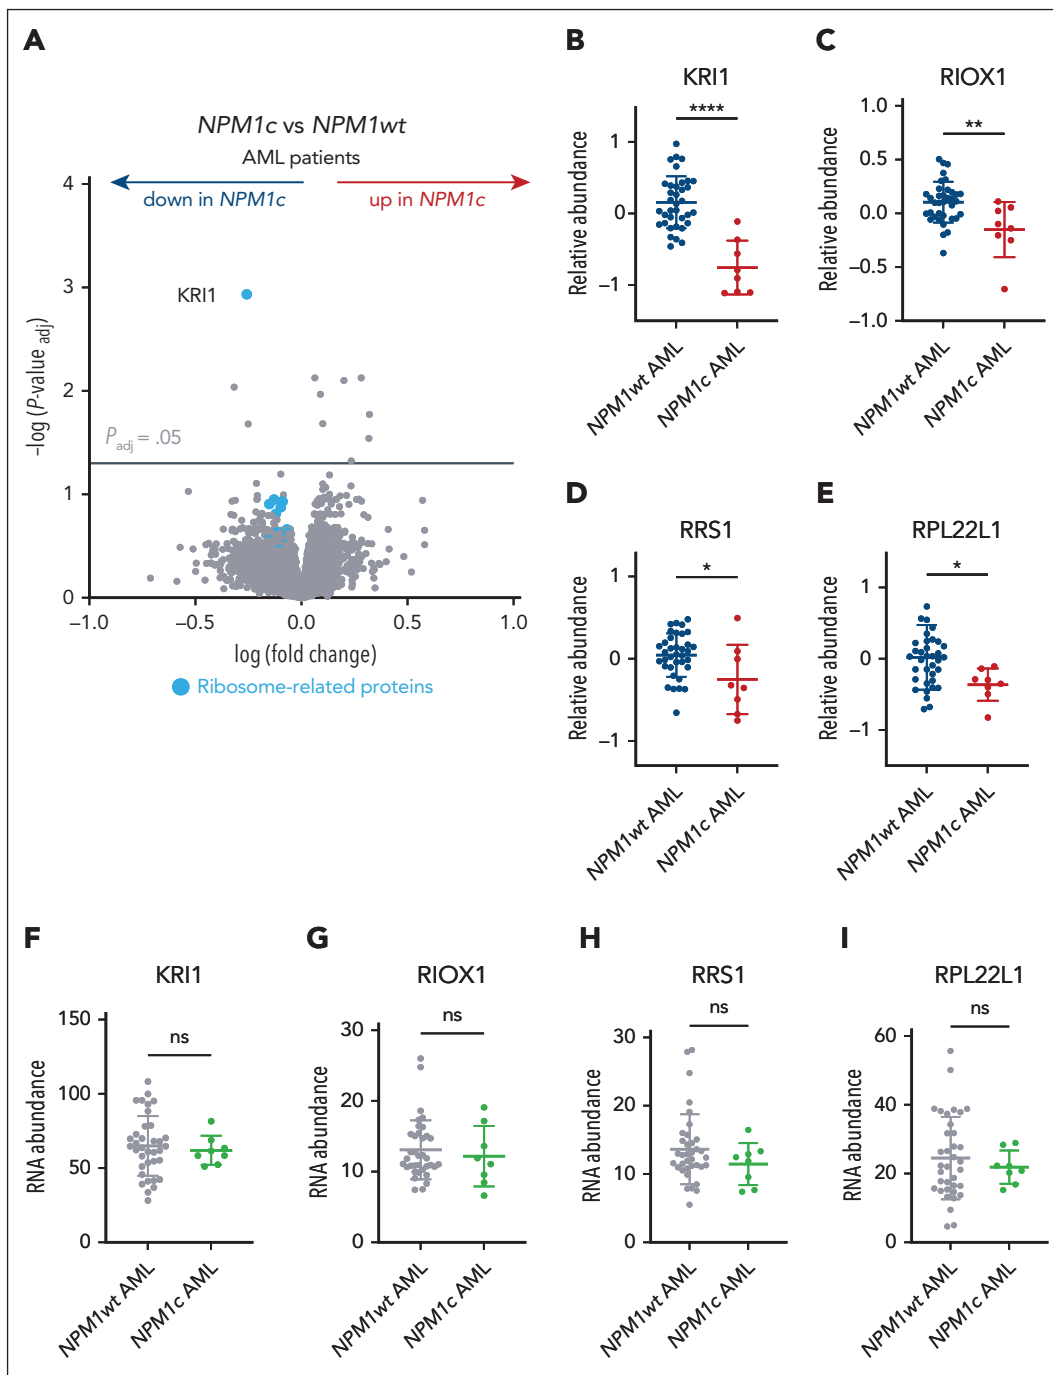 A
NPM1c vs NPM1wt
AML patients
down in NPM1c
up in NPM1c
4
3
2
1
0
KRI1
P adj = .05
-log (P-value adj)
-1.0
-0.5
0.0
0.5
1.0
log (fold change)
Ribosome-related proteins
B
KRI1
****
1
0
-1
Relative abundance
NPM1wt AML
NPM1c AML
C
RIOX1
**
1.0
0.5
0.0
-0.5
-1.0
Relative abundance
NPM1wt AML
NPM1c AML
D
RRS1
*
1
0
-1
Relative abundance
NPM1wt AML
NPM1c AML
E
RPL22L1
*
1
0
-1
Relative abundance
NPM1wt AML
NPM1c AML
F
KRI1
ns
150
100
50
0
RNA abundance
NPM1wt AML
NPM1c AML
G
RIOX1
ns
30
20
10
0
RNA abundance
NPM1wt AML
NPM1c AML
H
RRS1
ns
30
20
10
0
RNA abundance
NPM1wt AML
NPM1c AML
I
RPL22L1
ns
60
40
20
0
RNA abundance
NPM1wt AML
NPM1c AML